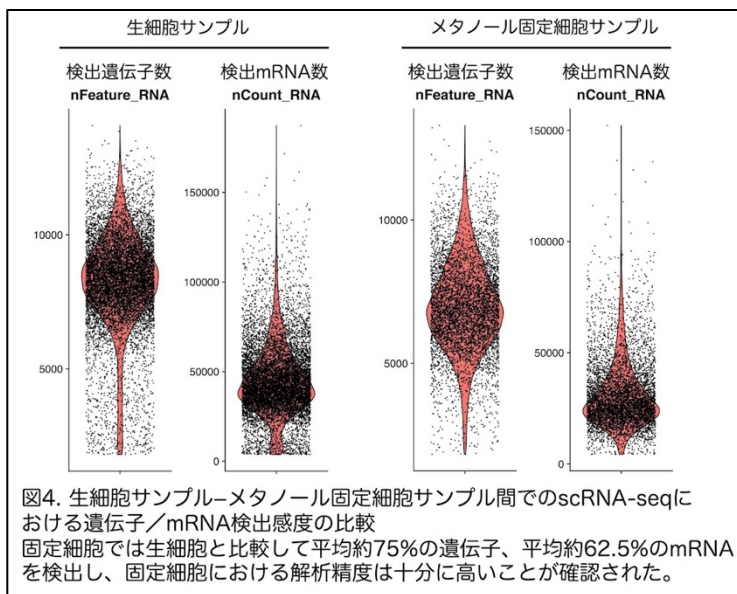 生細胞サンプル
メタノール固定細胞サンプル
検出遺伝子数
検出mRNA数
検出遺伝子数
検出mRNA数
nFeature_RNA
nCount_RNA
nFeature_RNA
nCount_RNA
10000
5000
150000
100000
50000
0
10000
5000
150000
100000
50000
0
図4. 生細胞サンプル–メタノール固定細胞サンプル間でのscRNA-seqに
おける遺伝子／mRNA検出感度の比較
固定細胞では生細胞と比較して平均約75%の遺伝子、平均約62.5%のmRNA
を検出し、固定細胞における解析精度は十分に高いことが確認された。